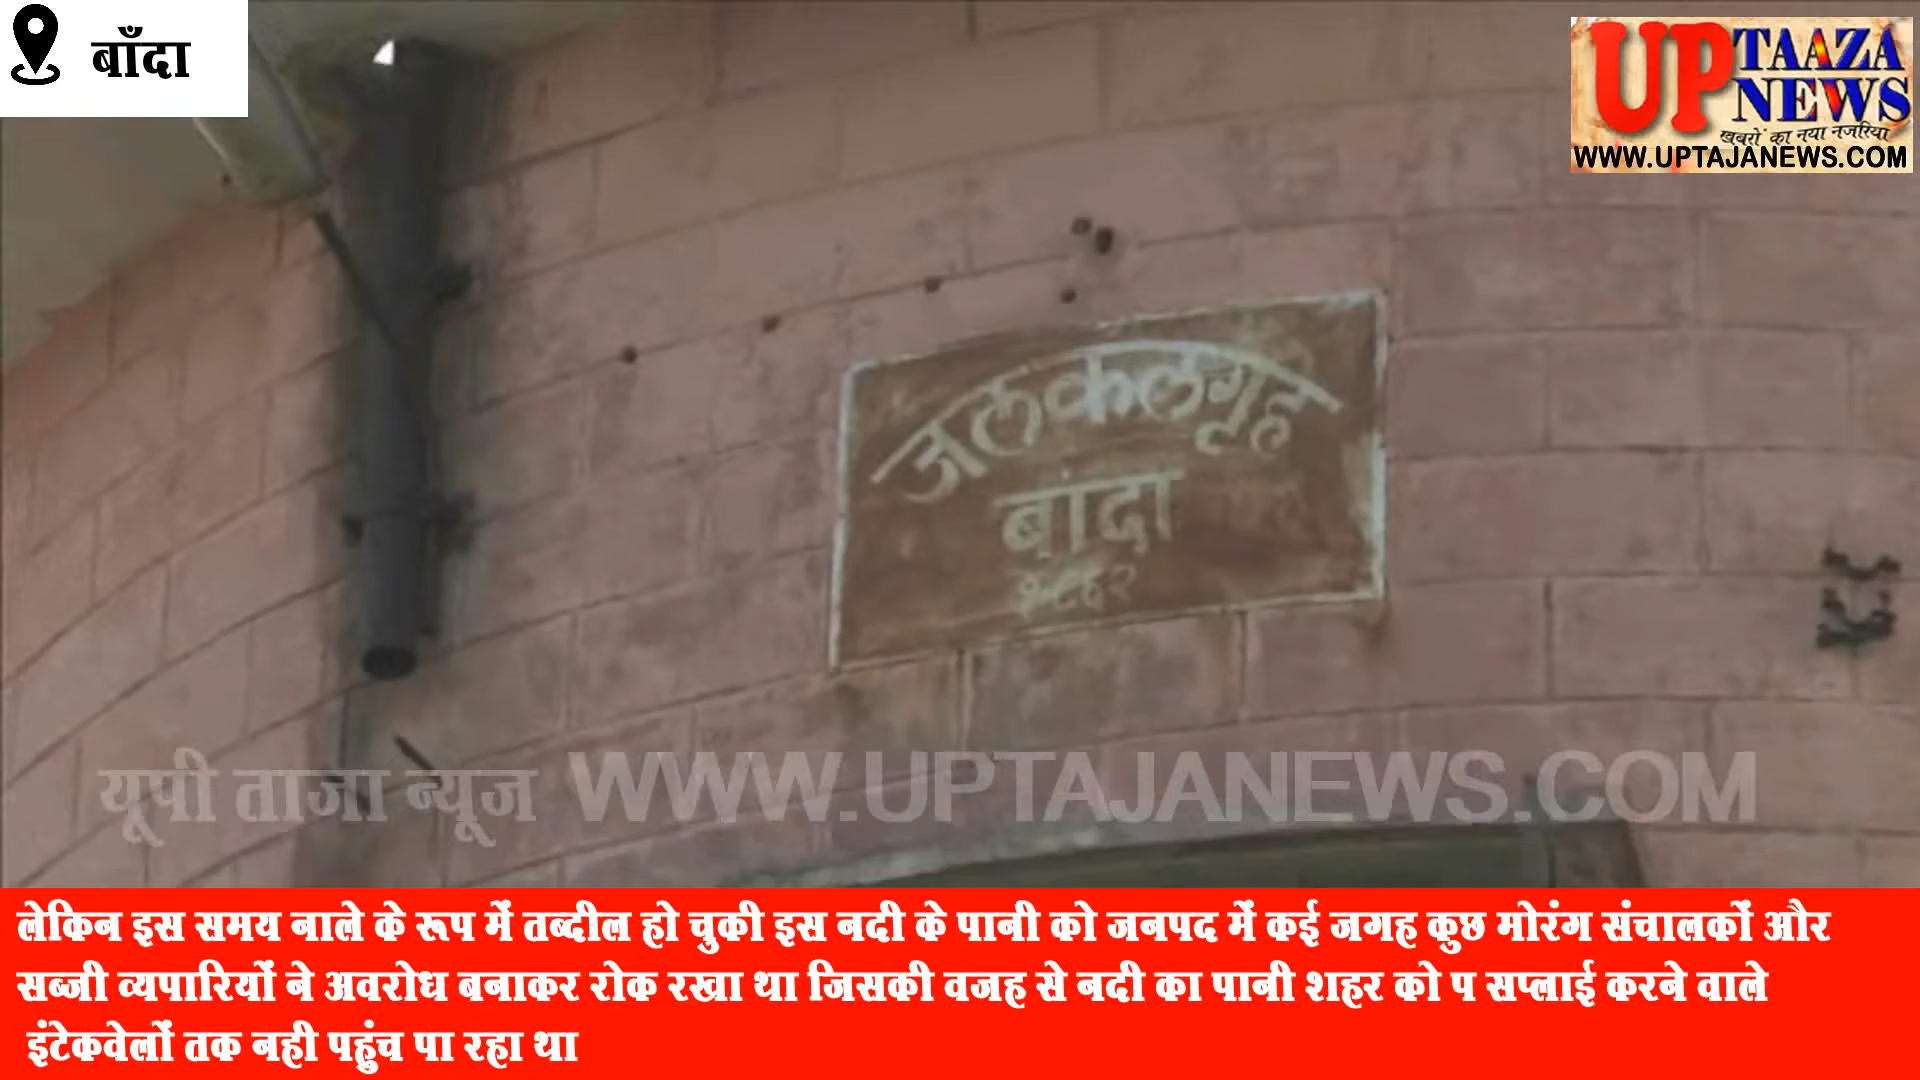 बाँदा
UP TAAZA NEWS
खबरों का नया नजरिया
WWW.UPTAJANEWS.COM
जलकलगृह
बांदा
यूपी ताजा न्यूज WWW.UPTAJANEWS.COM
लेकिन इस समय नाले के रूप में तब्दील हो चुकी इस नदी के पानी को जनपद में कई जगह कुछ मोरंग संचालकों और
सब्जी व्यपारियों ने अवरोध बनाकर रोक रखा था जिसकी वजह से नदी का पानी शहर को प सप्लाई करने वाले
इंटेकवेलों तक नही पहुंच पा रहा था